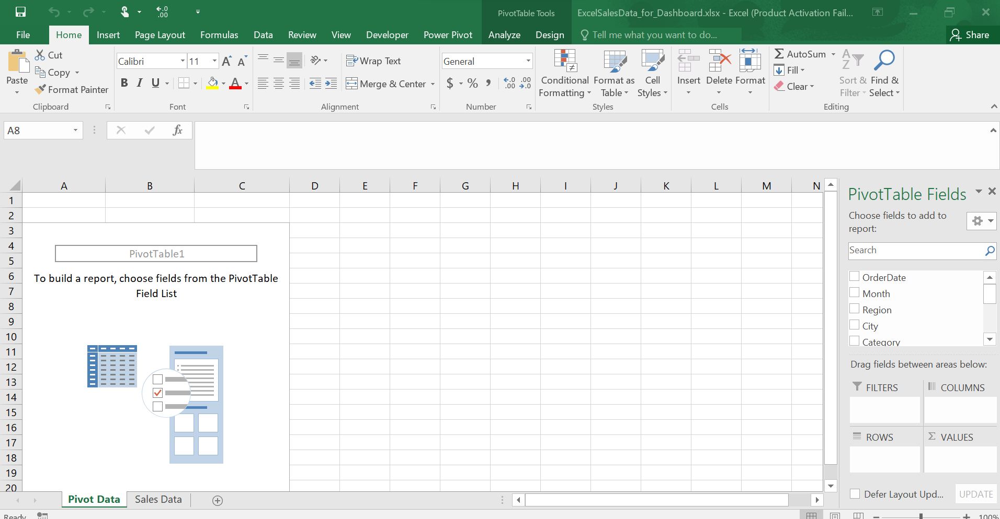 PivotTable Tools
ExcelSalesData_for_Dashboard.xlsx - Excel (Product Activation Fail...
File Home Insert Page Layout Formulas Data Review View Developer Power Pivot Analyze Design Tell me what you want to do... Share
Paste
Cut
Copy
Format Painter
Clipboard
Calibri 11
B I U
Font
Wrap Text
Merge & Center
Alignment
General
$ % ,
Number
Conditional Formatting
Format as Table
Cell Styles
Styles
Insert Delete Format
Cells
AutoSum
Fill
Clear
Sort & Filter
Find & Select
Editing
A8
fx
A B C D E F G H I J K L M N
1
2
3
4
5
6
7
8
9
10
11
12
13
14
15
16
17
18
19
20
PivotTable1
To build a report, choose fields from the PivotTable
Field List
PivotTable Fields
Choose fields to add to
report:
Search
OrderDate
Month
Region
City
Category
Drag fields between areas below:
FILTERS COLUMNS
ROWS VALUES
Defer Layout Upd... UPDATE
Pivot Data Sales Data
Ready 100%